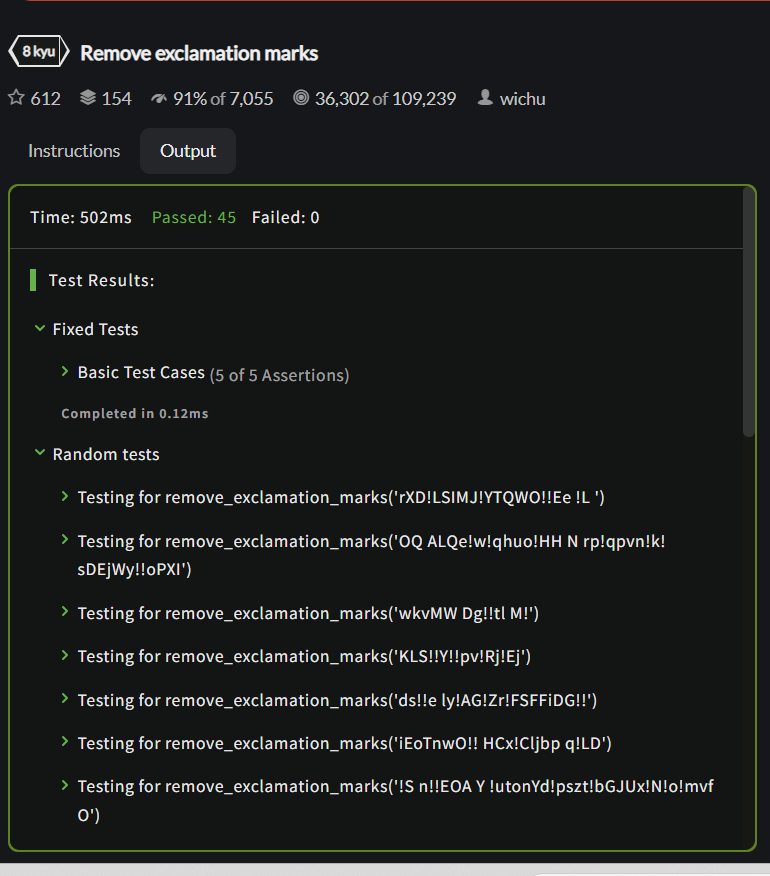 8 kyu Remove exclamation marks
612 154 91% of 7,055 36,302 of 109,239 wichu
Instructions Output
Time: 502ms Passed: 45 Failed: 0
Test Results:
Fixed Tests
Basic Test Cases (5 of 5 Assertions)
Completed in 0.12ms
Random tests
Testing for remove_exclamation_marks('rXD!LSIMJ!YTQWO!!Ee !L ')
Testing for remove_exclamation_marks('OQ ALQe!w!qhuo!HH N rp!qpvn!k!
sDEjWy!!oPXI')
Testing for remove_exclamation_marks('wkvMW Dg!!tl M!')
Testing for remove_exclamation_marks('KLS!!Y!!pv!Rj!Ej')
Testing for remove_exclamation_marks('ds!!e ly!AG!Zr!FSFFiDG!!')
Testing for remove_exclamation_marks('iEoTnwO!! HCx!Cljbp q!LD')
Testing for remove_exclamation_marks('!S n!!EOA Y !utonYd!pszt!bGJUx!N!o!mvf
O')